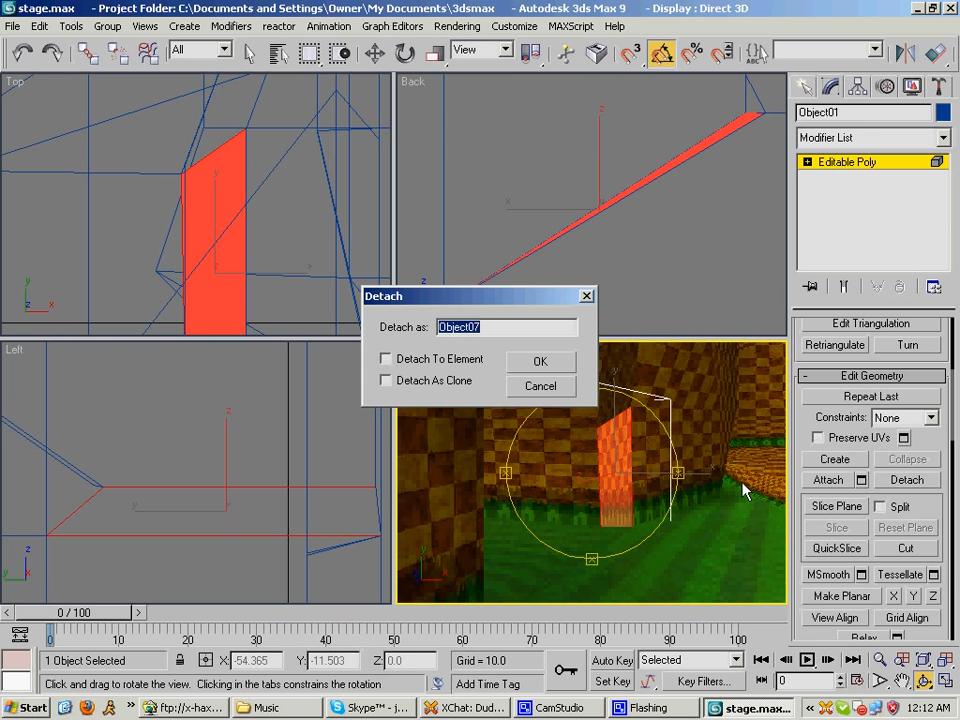 stage.max - Project Folder: C:\Documents and Settings\Owner\My Documents\3dsmax - Autodesk 3ds Max 9 - Display : Direct 3D
File Edit Tools Group Views Create Modifiers reactor Animation Graph Editors Rendering Customize MAXScript Help
All View 3 % ABC
Top
Back
Object01
Modifier List
Editable Poly
Detach
Detach as: Object07
Detach To Element OK
Detach As Clone Cancel
Edit Triangulation
Retriangulate Turn
Left
- Edit Geometry
Repeat Last
Constraints: None
Preserve UVs
Create Collapse
Attach Detach
Slice Plane Split
Slice Reset Plane
QuickSlice Cut
MSmooth Tessellate
Make Planar X Y Z
View Align Grid Align
Relax
< 0 / 100 >
0 10 20 30 40 50 60 70 80 90 100
1 Object Selected X: -54.365 Y: -11.503 Z: 0.0 Grid = 10.0 Auto Key Selected
Click and drag to rotate the view. Clicking in the tabs constrains the rotation Add Time Tag Set Key Key Filters... 0
Start ftp://x-hax... Music Skype™ - j... XChat: Dud... CamStudio Flashing stage.max... 12:12 AM